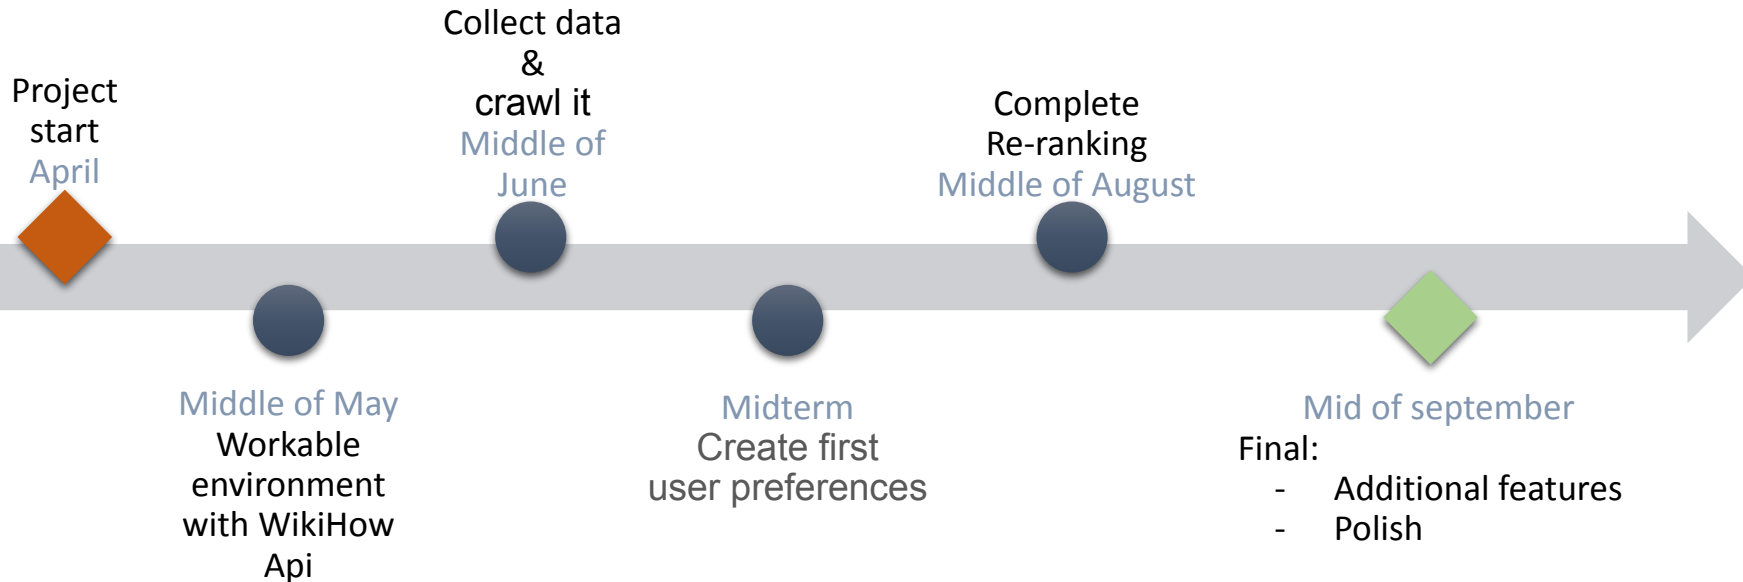 Project
start
April
Middle of May
Workable
environment
with WikiHow
Api
Collect data
&
crawl it
Middle of
June
Midterm
Create first
user preferences
Complete
Re-ranking
Middle of August
Mid of september
Final:
- Additional features
- Polish